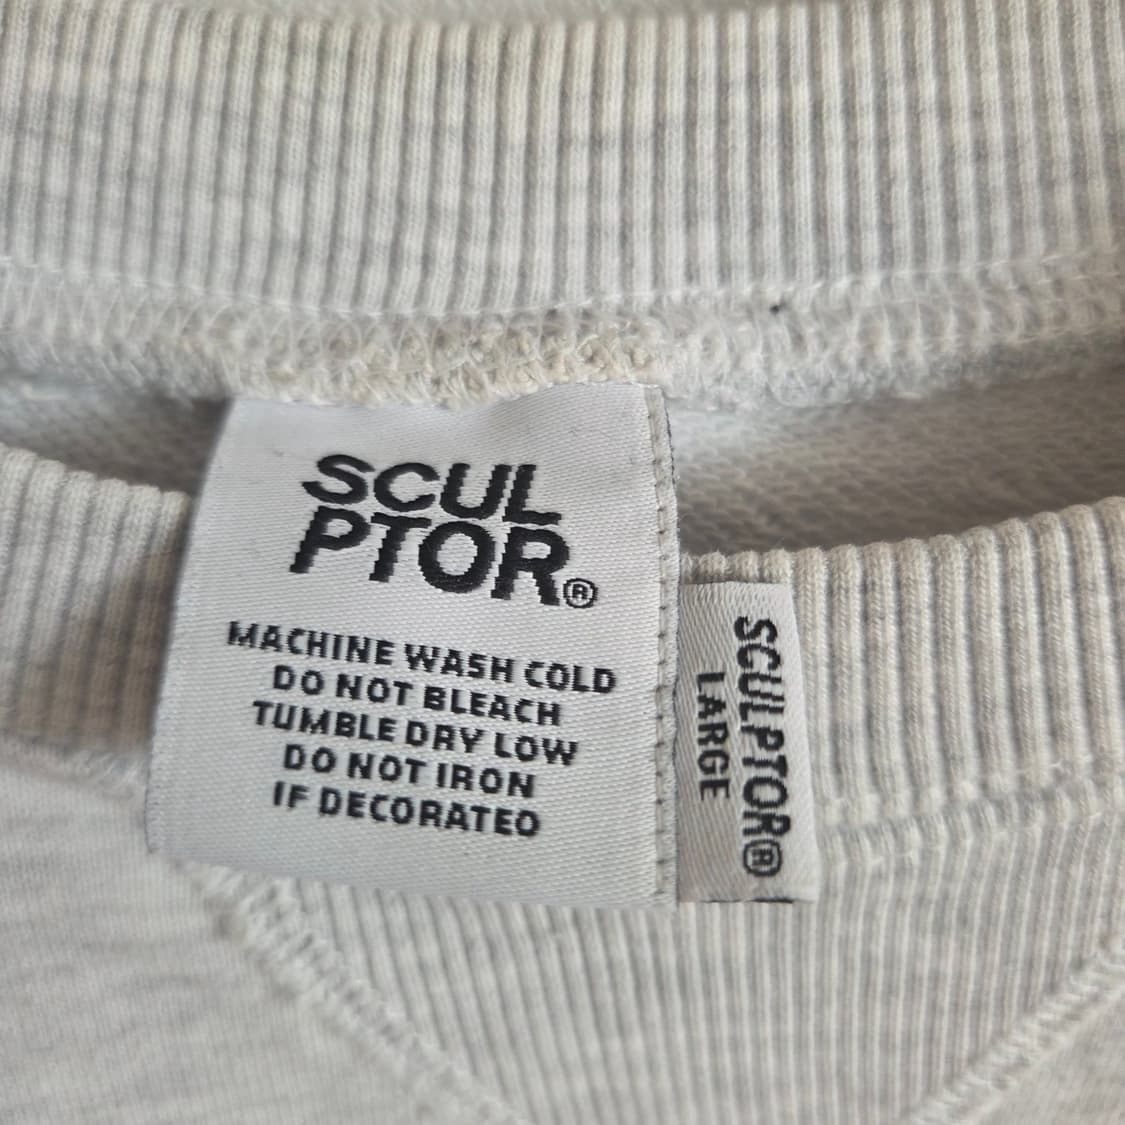 SCUL
PTOR®
MACHINE WASH COLD
DO NOT BLEACH
TUMBLE DRY LOW
DO NOT IRON
IF DECORATED
SCULPTOR®
LARGE